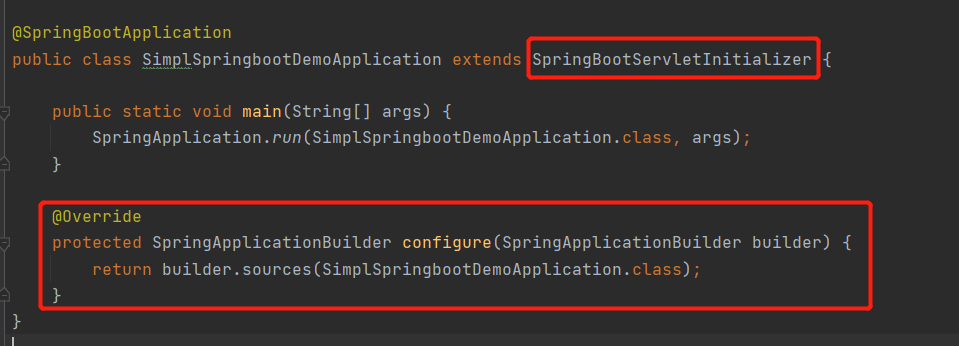 @SpringBootApplication
public class SimplSpringbootDemoApplication extends SpringBootServletInitializer {
public static void main(String[] args) {
SpringApplication.run(SimplSpringbootDemoApplication.class, args);
}
@Override
protected SpringApplicationBuilder configure(SpringApplicationBuilder builder) {
return builder.sources(SimplSpringbootDemoApplication.class);
}
}